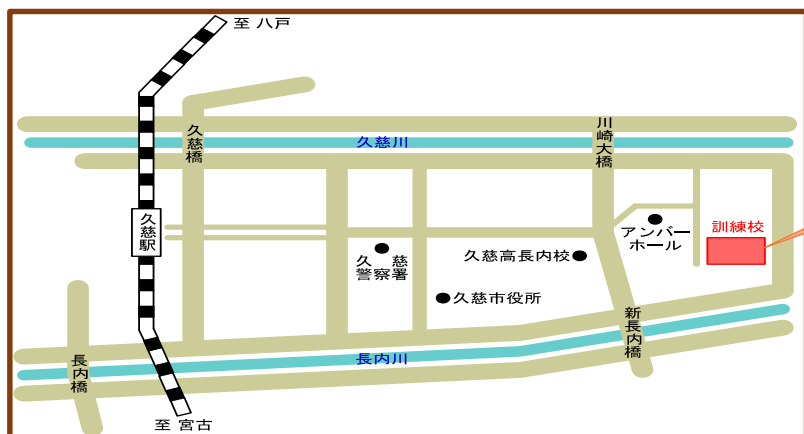 至 八戸
久慈橋
久慈川
川崎大橋
久慈駅
アンバー
ホール
訓練校
久 慈
警察署
久慈高長内校
久慈市役所
新長内橋
長内川
長内橋
至 宮古